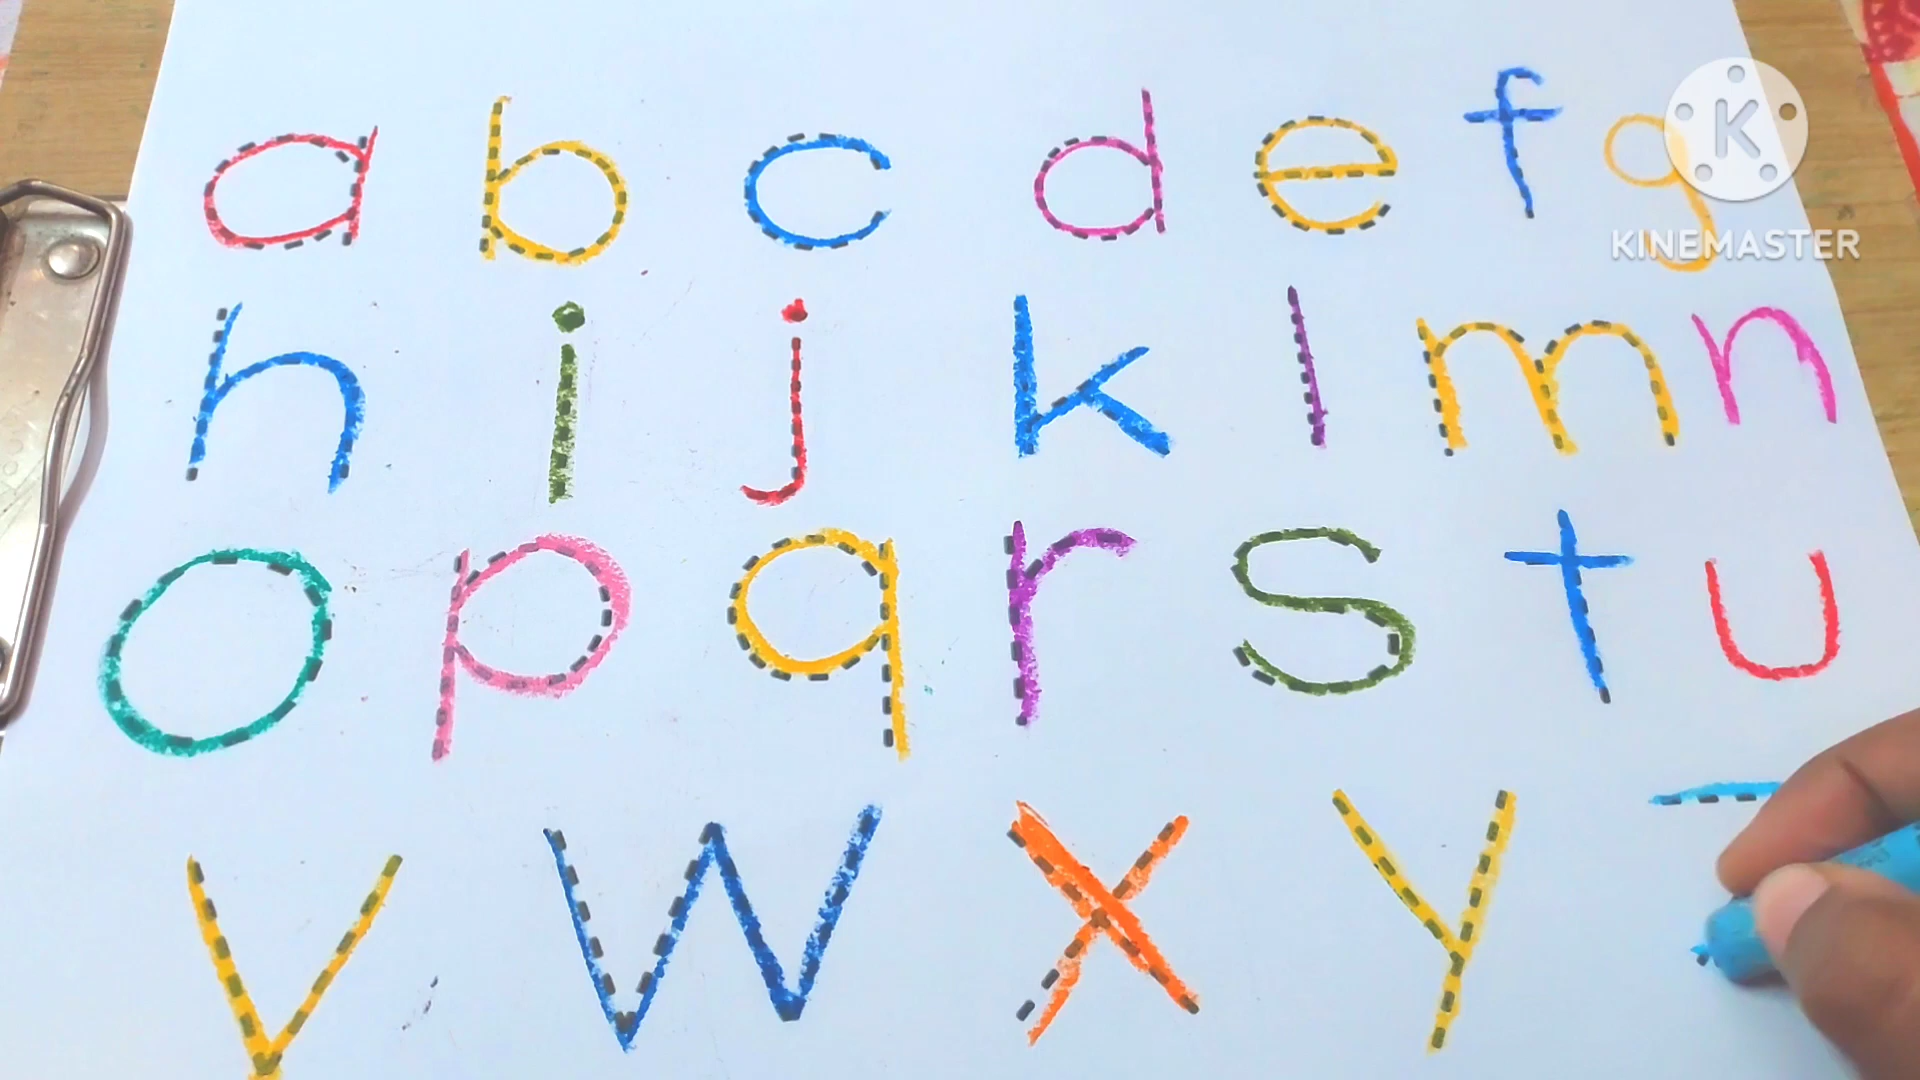 a b c d e f g
K
KINEMASTER
h i j k l m n
o p q r s t u
v w x y